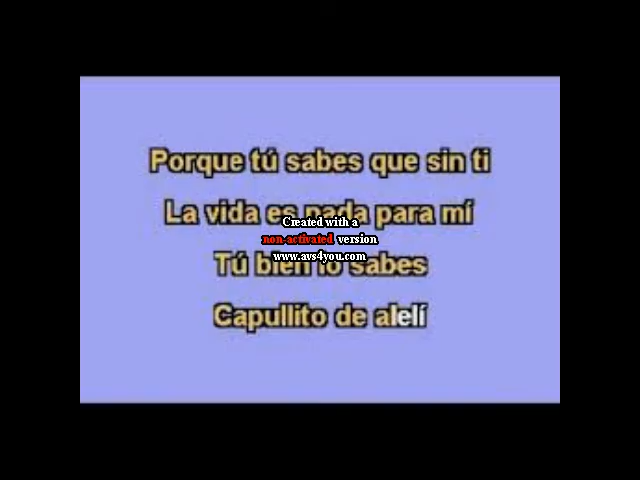 Porque tú sabes que sin ti
La vida es nada para mí
Created with a
non-activated version
www.avs4you.com
Tú bien lo sabes
Capullito de alelí